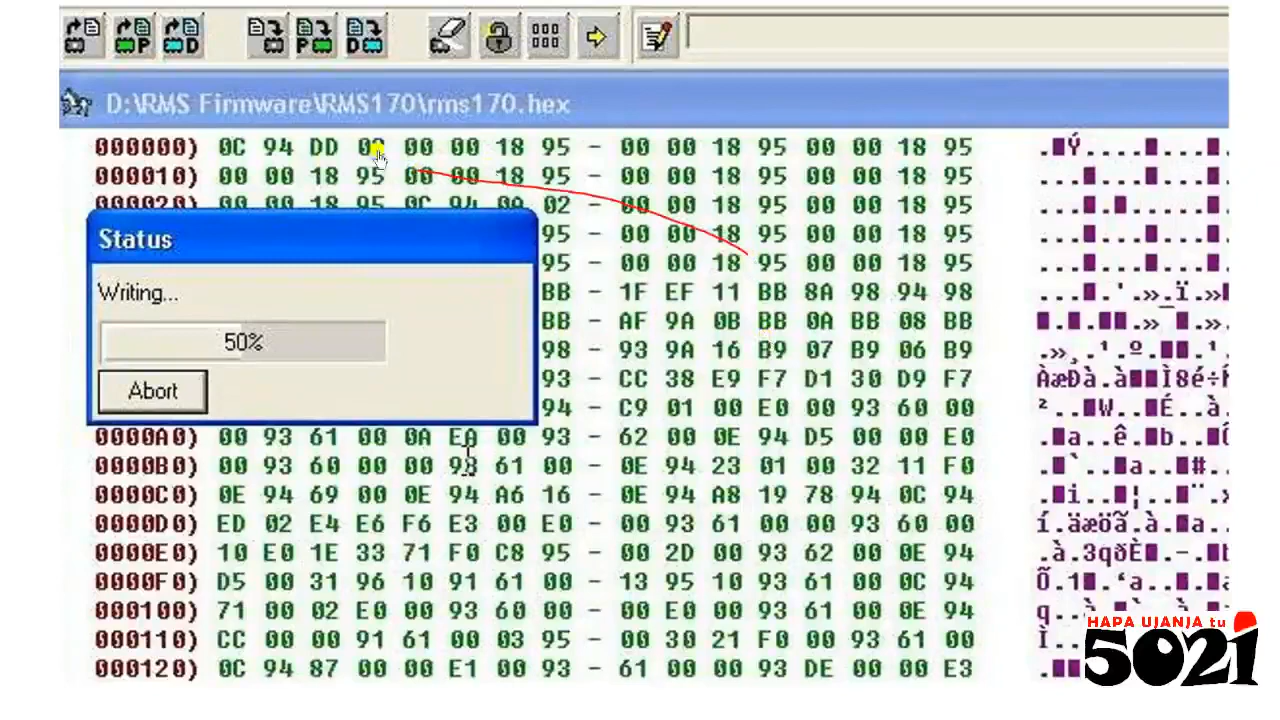 D:\RMS Firmware\RMS170\rms170.hex
000000) 0C 94 DD 00 00 00 18 95 - 00 00 18 95 00 00 18 95
000010) 00 00 18 95 00 00 18 95 - 00 00 18 95 00 00 18 95
000020) 00 00 18 95 0C 94 0A 02 - 00 00 18 95 00 00 18 95
Status
95 - 00 00 18 95 00 00 18 95
Writing...
95 - 00 00 18 95 00 00 18 95
BB - 1F EF 11 BB 8A 98 94 98
BB - AF 9A 0B BB 0A BB 08 BB
50%
98 - 93 9A 16 B9 07 B9 06 B9
93 - CC 38 E9 F7 D1 30 D9 F7
Abort
94 - C9 01 00 E0 00 93 60 00
0000A0) 00 93 61 00 0A EA 00 93 - 62 00 0E 94 D5 00 00 E0
0000B0) 00 93 60 00 00 93 61 00 - 0E 94 23 01 00 32 11 F0
0000C0) 0E 94 69 00 0E 94 A6 16 - 0E 94 A8 19 78 94 0C 94
0000D0) ED 02 E4 E6 F6 E3 00 E0 - 00 93 61 00 00 93 60 00
0000E0) 10 E0 1E 33 71 F0 C8 95 - 00 2D 00 93 62 00 0E 94
0000F0) D5 00 31 96 10 91 61 00 - 13 95 10 93 61 00 0C 94
000100) 71 00 02 E0 00 93 60 00 - 00 E0 00 93 61 00 0E 94
000110) CC 00 00 91 61 00 03 95 - 00 30 21 F0 00 93 61 00
000120) 0C 94 87 00 00 E1 00 93 - 61 00 00 93 DE 00 00 E3
HAPA UJANJA tu
5021